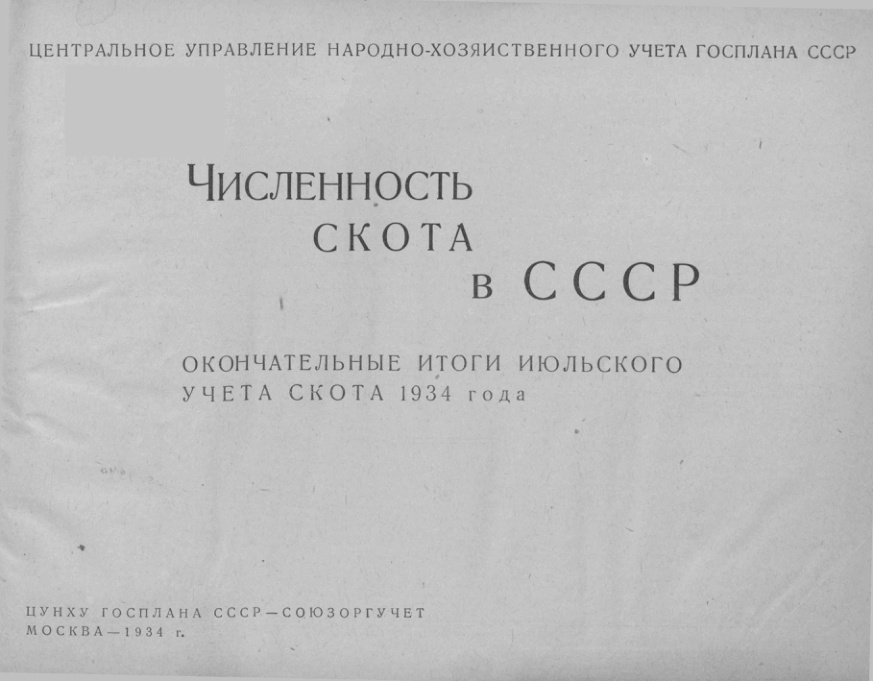 ЦЕНТРАЛЬНОЕ УПРАВЛЕНИЕ НАРОДНО-ХОЗЯИСТВЕННОГО УЧЕТА ГОСПЛАНА СССР
ЧИСЛЕННОСТЬ
СКОТА
в СССР
ОКОНЧАТЕЛЬНЫЕ ИТОГИ ИЮЛЬСКОГО
УЧЕТА СКОТА 1934 года
ЦУНХУ ГОСПЛАНА СССР—СОЮЗОРГУЧЕТ
МОСКВА—1934 г.